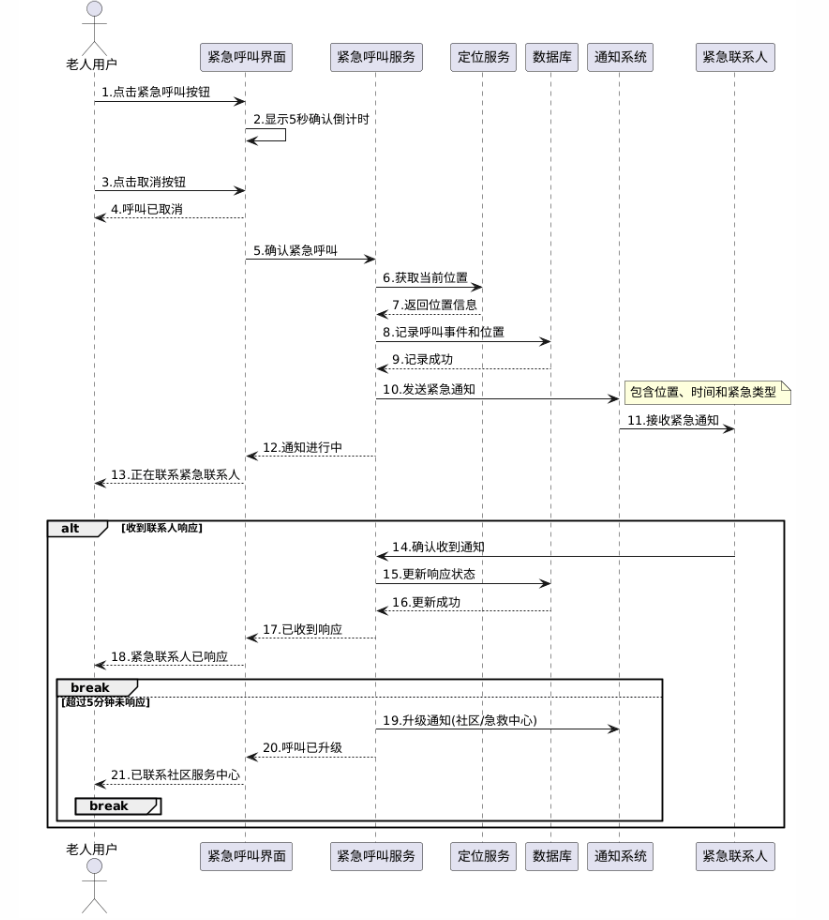 老人用户
紧急呼叫界面
紧急呼叫服务
定位服务
数据库
通知系统
紧急联系人
1.点击紧急呼叫按钮
2.显示5秒确认倒计时
3.点击取消按钮
4.呼叫已取消
5.确认紧急呼叫
6.获取当前位置
7.返回位置信息
8.记录呼叫事件和位置
9.记录成功
10.发送紧急通知
包含位置、时间和紧急类型
11.接收紧急通知
12.通知进行中
13.正在联系紧急联系人
alt
[收到联系人响应]
14.确认收到通知
15.更新响应状态
16.更新成功
17.已收到响应
18.紧急联系人已响应
break
[超过5分钟未响应]
19.升级通知(社区/急救中心)
20.呼叫已升级
21.已联系社区服务中心
break
老人用户
紧急呼叫界面
紧急呼叫服务
定位服务
数据库
通知系统
紧急联系人